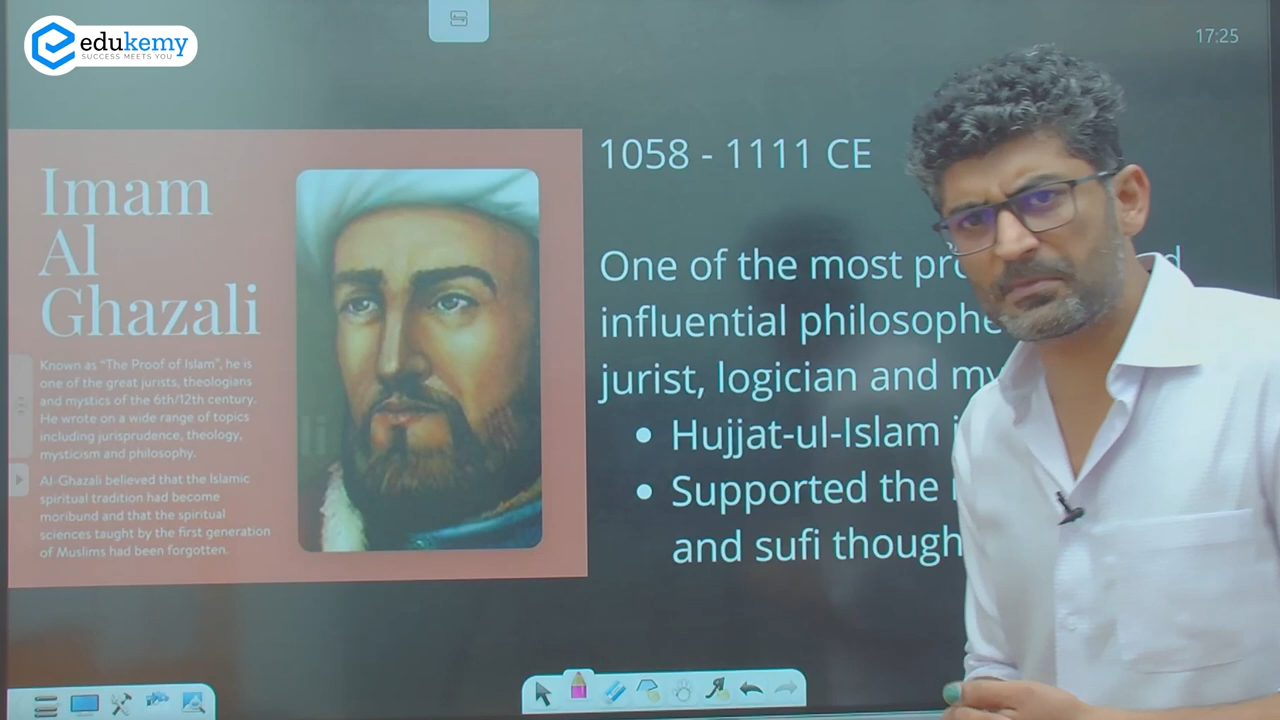 edukemy
SUCCESS MEETS YOU
17:25
Imam
Al
Ghazali
Known as “The Proof of Islam”, he is
one of the great jurists, theologians
and mystics of the 6th/12th century.
He wrote on a wide range of topics
including jurisprudence, theology,
mysticism and philosophy.
Al-Ghazali believed that the Islamic
spiritual tradition had become
moribund and that the spiritual
sciences taught by the first generation
of Muslims had been forgotten.
1058 - 1111 CE
One of the most
influential
jurist, logician and
• Hujjat-ul-Islam
• Supported the
and sufi